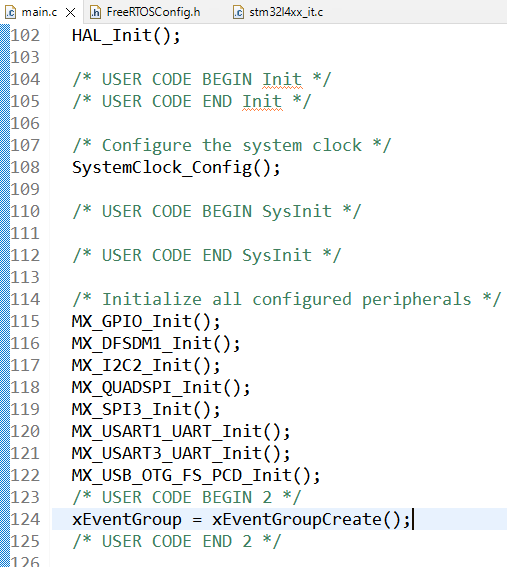 main.c FreeRTOSConfig.h stm32l4xx_it.c
102 HAL_Init();
103
104 /* USER CODE BEGIN Init */
105 /* USER CODE END Init */
106
107 /* Configure the system clock */
108 SystemClock_Config();
109
110 /* USER CODE BEGIN SysInit */
111
112 /* USER CODE END SysInit */
113
114 /* Initialize all configured peripherals */
115 MX_GPIO_Init();
116 MX_DFSDM1_Init();
117 MX_I2C2_Init();
118 MX_QUADSPI_Init();
119 MX_SPI3_Init();
120 MX_USART1_UART_Init();
121 MX_USART3_UART_Init();
122 MX_USB_OTG_FS_PCD_Init();
123 /* USER CODE BEGIN 2 */
124 xEventGroup = xEventGroupCreate();
125 /* USER CODE END 2 */
126